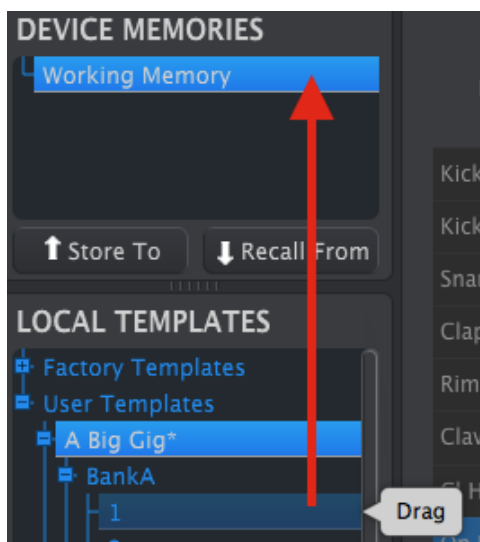 DEVICE MEMORIES
Working Memory
Store To
Recall From
LOCAL TEMPLATES
Factory Templates
User Templates
A Big Gig*
BankA
1
Drag
Kick
Kick
Snar
Clap
Rim
Clav